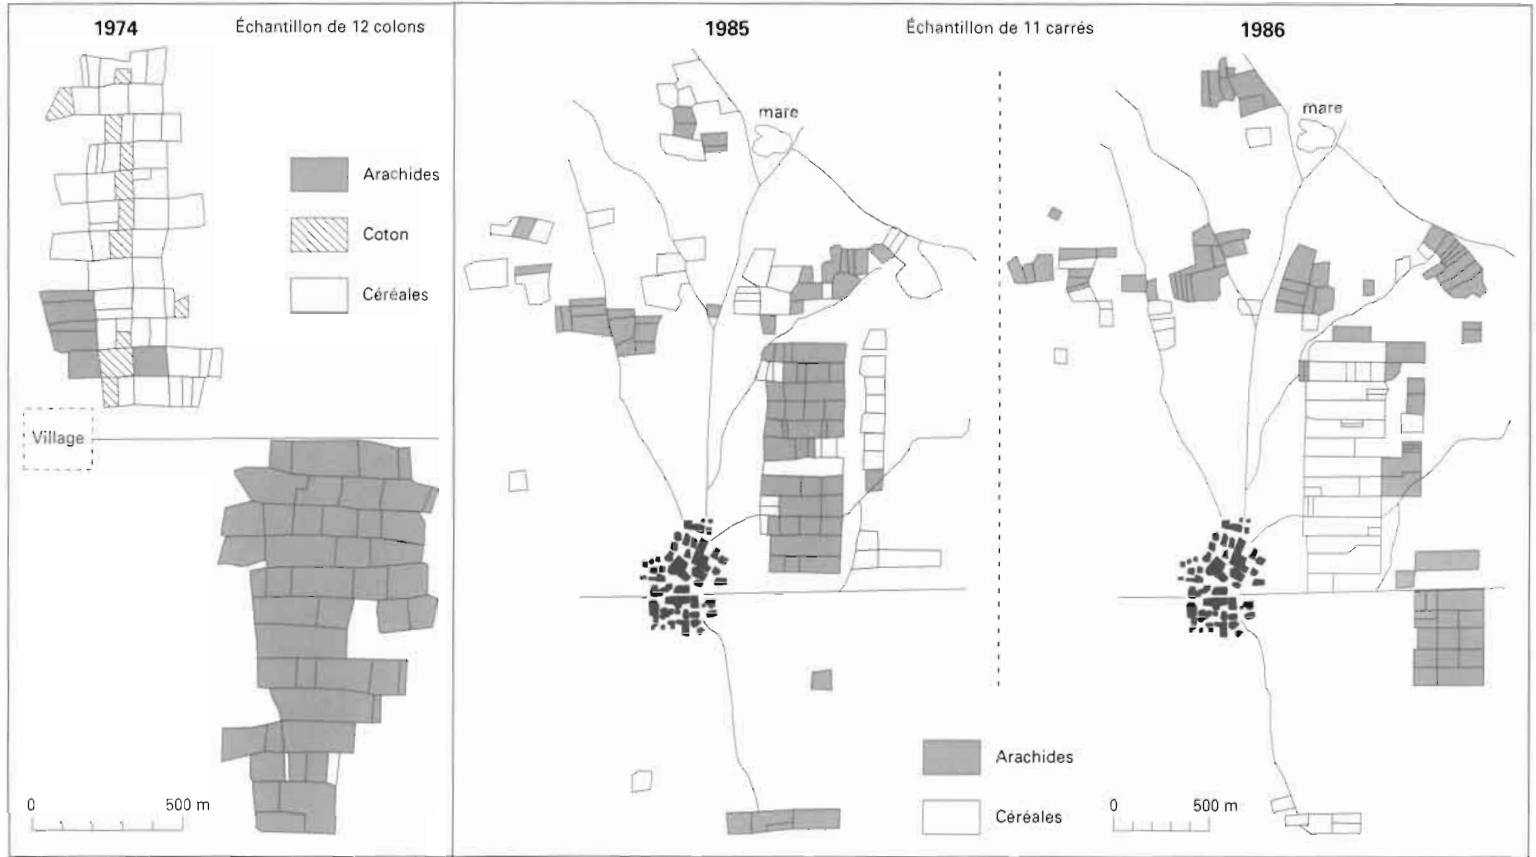 1974
Échantillon de 12 colons
Arachides
Coton
Céréales
Village
0
500 m
1985
Échantillon de 11 carrés
1986
mare
mare
Arachides
Céréales
0
500 m